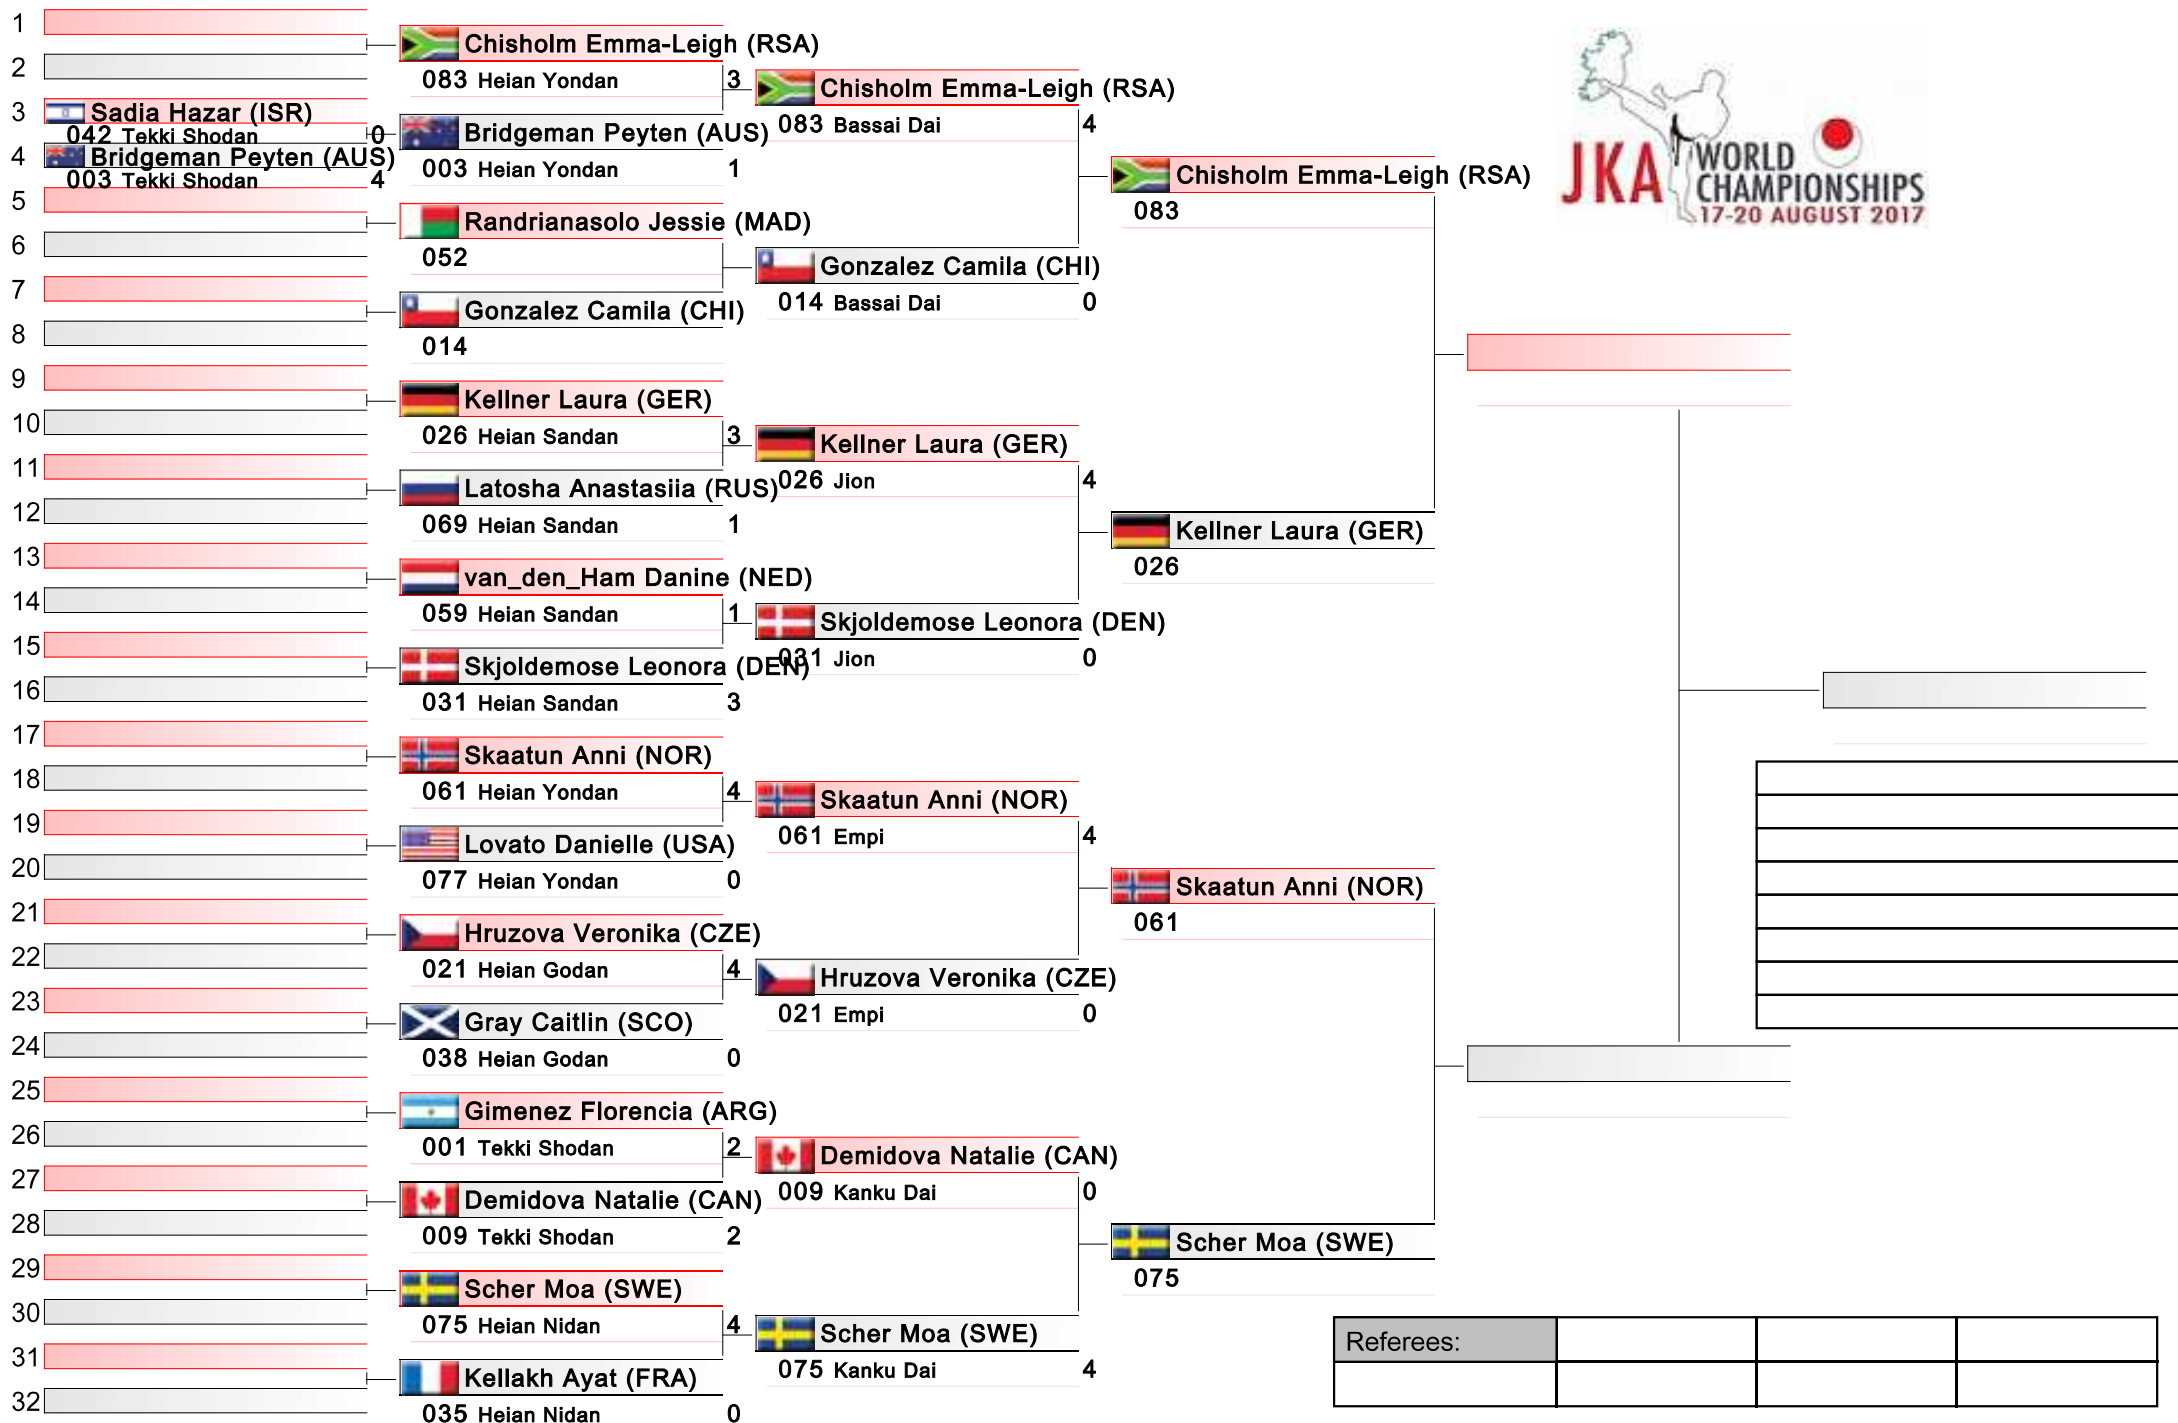 1
2
3
Sadia Hazar (ISR)
042 Tekki Shodan 0
4
Bridgeman Peyten (AUS)
003 Tekki Shodan 4
5
6
7
8
9
10
11
12
13
14
15
16
17
18
19
20
21
22
23
24
25
26
27
28
29
30
31
32
Chisholm Emma-Leigh (RSA)
083 Heian Yondan 3
Bridgeman Peyten (AUS)
003 Heian Yondan 1
Randrianasolo Jessie (MAD)
052
Gonzalez Camila (CHI)
014
Kellner Laura (GER)
026 Heian Sandan 3
Latosha Anastasiia (RUS)
069 Heian Sandan 1
van_den_Ham Danine (NED)
059 Heian Sandan 1
Skjoldemose Leonora (DEN)
031 Heian Sandan 3
Skaatun Anni (NOR)
061 Heian Yondan 4
Lovato Danielle (USA)
077 Heian Yondan 0
Hruzova Veronika (CZE)
021 Heian Godan 4
Gray Caitlin (SCO)
038 Heian Godan 0
Gimenez Florencia (ARG)
001 Tekki Shodan 2
Demidova Natalie (CAN)
009 Tekki Shodan 2
Scher Moa (SWE)
075 Heian Nidan 4
Kellakh Ayat (FRA)
035 Heian Nidan 0
Chisholm Emma-Leigh (RSA)
083 Bassai Dai 4
Gonzalez Camila (CHI)
014 Bassai Dai 0
Kellner Laura (GER)
026 Jion 4
Skjoldemose Leonora (DEN)
031 Jion 0
Skaatun Anni (NOR)
061 Empi 4
Hruzova Veronika (CZE)
021 Empi 0
Demidova Natalie (CAN)
009 Kanku Dai 0
Scher Moa (SWE)
075 Kanku Dai 4
Chisholm Emma-Leigh (RSA)
083
Kellner Laura (GER)
026
Skaatun Anni (NOR)
061
Scher Moa (SWE)
075
JKA WORLD
CHAMPIONSHIPS
17-20 AUGUST 2017
Referees: